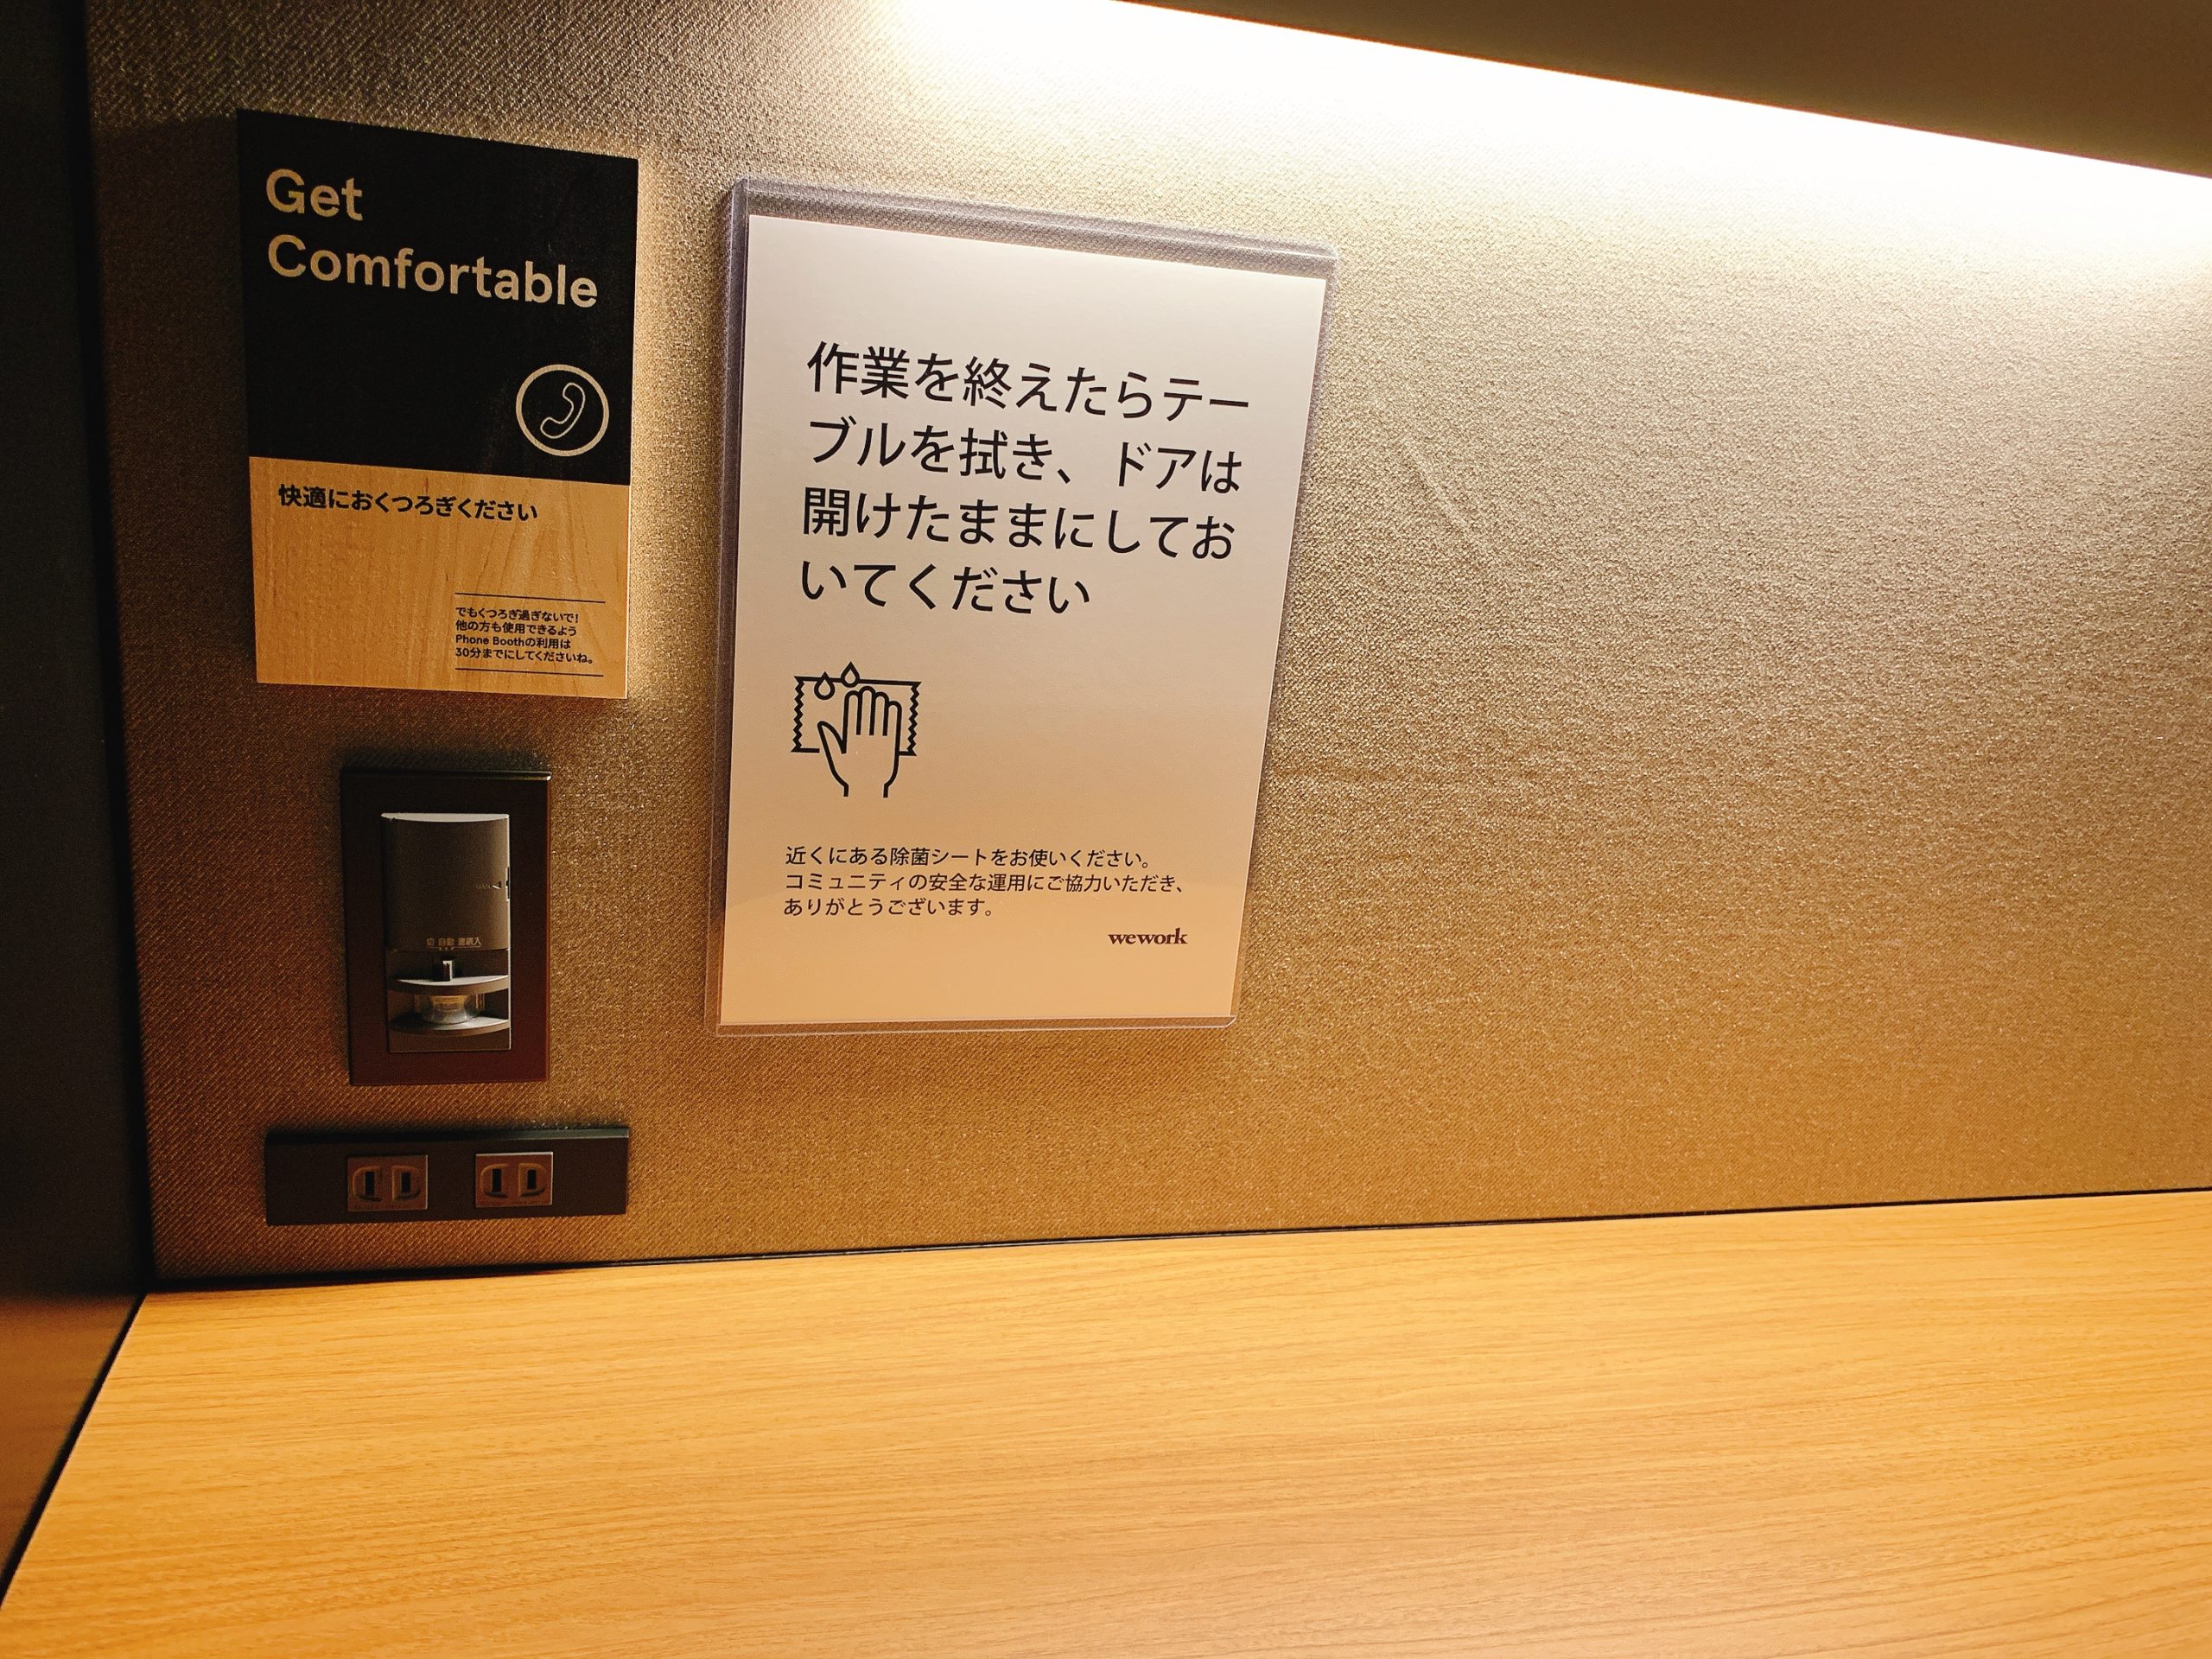 Get
Comfortable
快適におくつろぎください
でもくつろぎ過ぎないで!
他の方も使用できるよう
Phone Boothの利用は
30分までにしてくださいね。
作業を終えたらテー
ブルを拭き、ドアは
開けたままにしてお
いてください
近くにある除菌シートをお使いください。
コミュニティの安全な運用にご協力いただき、
ありがとうございます。
wework
切 自動 連続入